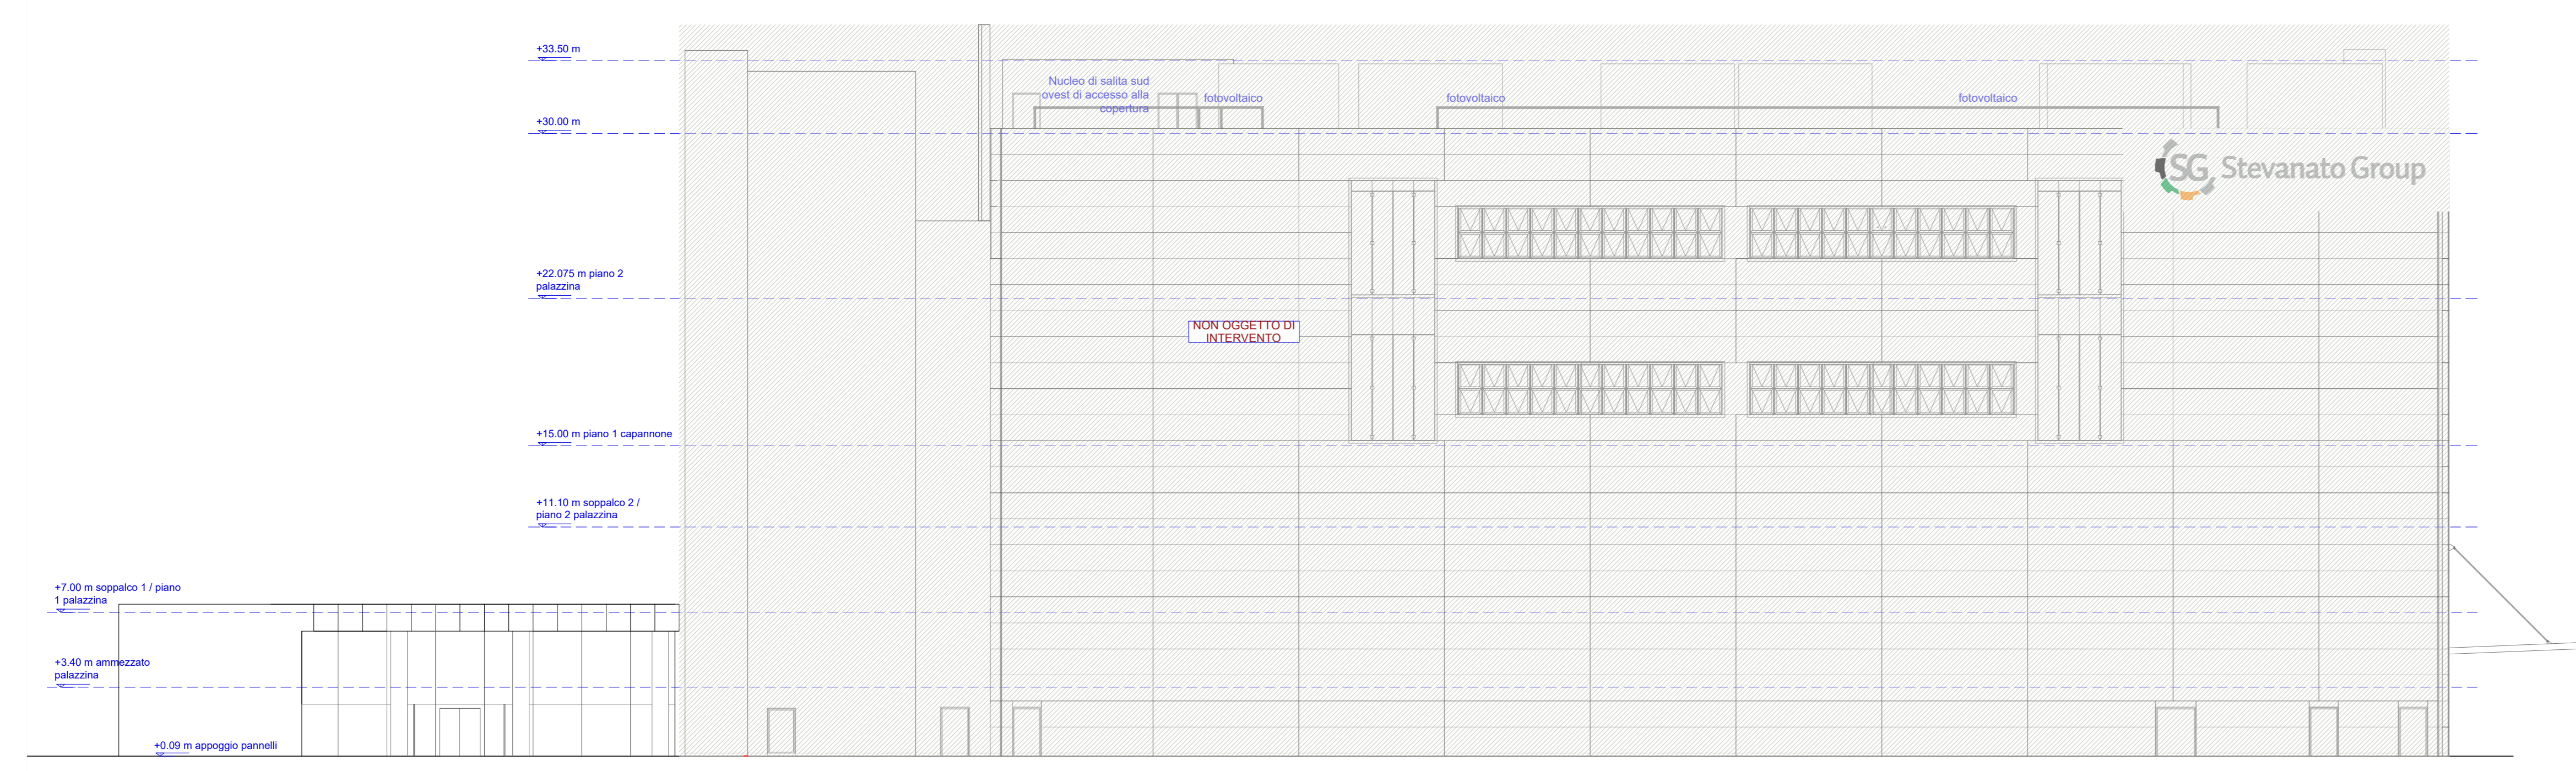 +33.50 m
Nucleo di salita sud
ovest di accesso alla
copertura
fotovoltaico
fotovoltaico
fotovoltaico
+30.00 m
SG Stevanato Group
+22.075 m piano 2
palazzina
NON OGGETTO DI
INTERVENTO
+15.00 m piano 1 capannone
+11.10 m soppalco 2 /
piano 2 palazzina
+7.00 m soppalco 1 / piano
1 palazzina
+3.40 m ammezzato
palazzina
+0.09 m appoggio pannelli